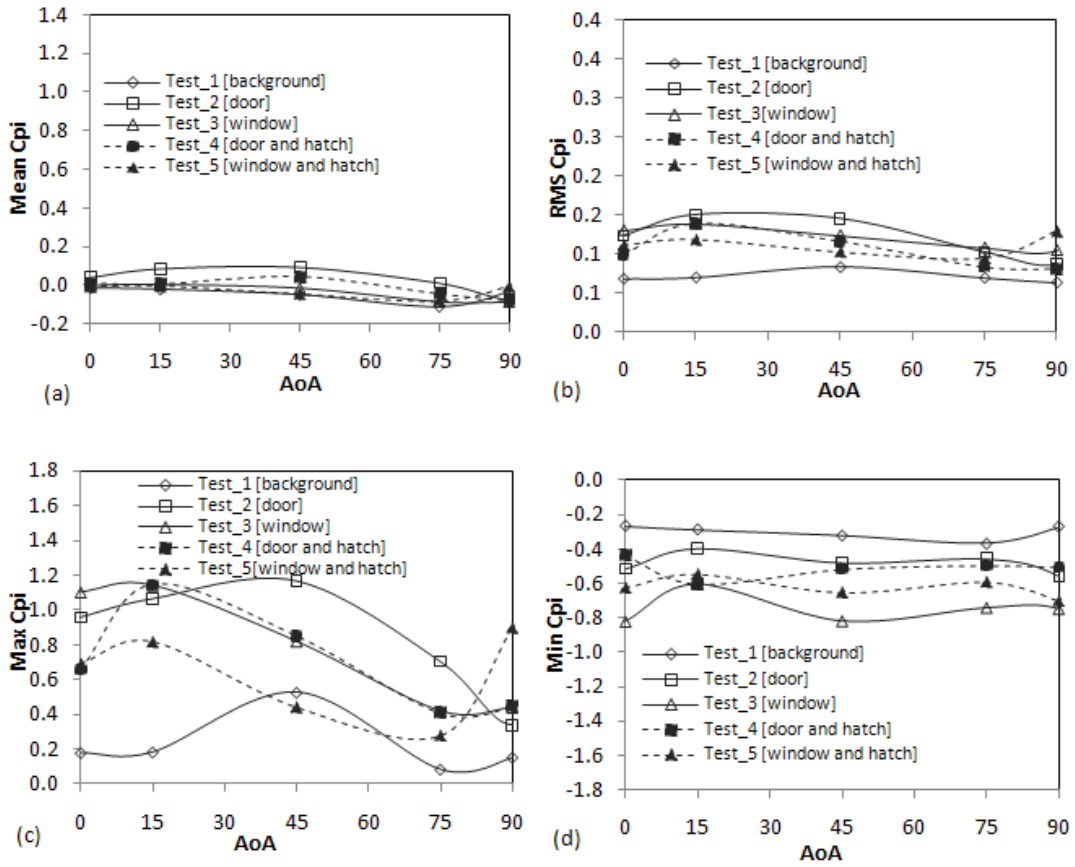 1.4
1.2
1.0
0.8
0.6
0.4
0.2
0.0
-0.2
Mean Cpi
Test_1 [background]
Test_2 [door]
Test_3 [window]
Test_4 [door and hatch]
Test_5 [window and hatch]
0 15 30 45 60 75 90
AoA
(a)
0.4
0.4
0.3
0.3
0.2
0.2
0.1
0.1
0.0
RMS Cpi
Test_1 [background]
Test_2 [door]
Test_3 [window]
Test_4 [door and hatch]
Test_5 [window and hatch]
0 15 30 45 60 75 90
AoA
(b)
1.8
1.6
1.4
1.2
1.0
0.8
0.6
0.4
0.2
0.0
Max Cpi
Test_1 [background]
Test_2 [door]
Test_3 [window]
Test_4 [door and hatch]
Test_5 [window and hatch]
0 15 30 45 60 75 90
AoA
(c)
0.0
-0.2
-0.4
-0.6
-0.8
-1.0
-1.2
-1.4
-1.6
-1.8
Min Cpi
Test_1 [background]
Test_2 [door]
Test_3 [window]
Test_4 [door and hatch]
Test_5 [window and hatch]
0 15 30 45 60 75 90
AoA
(d)